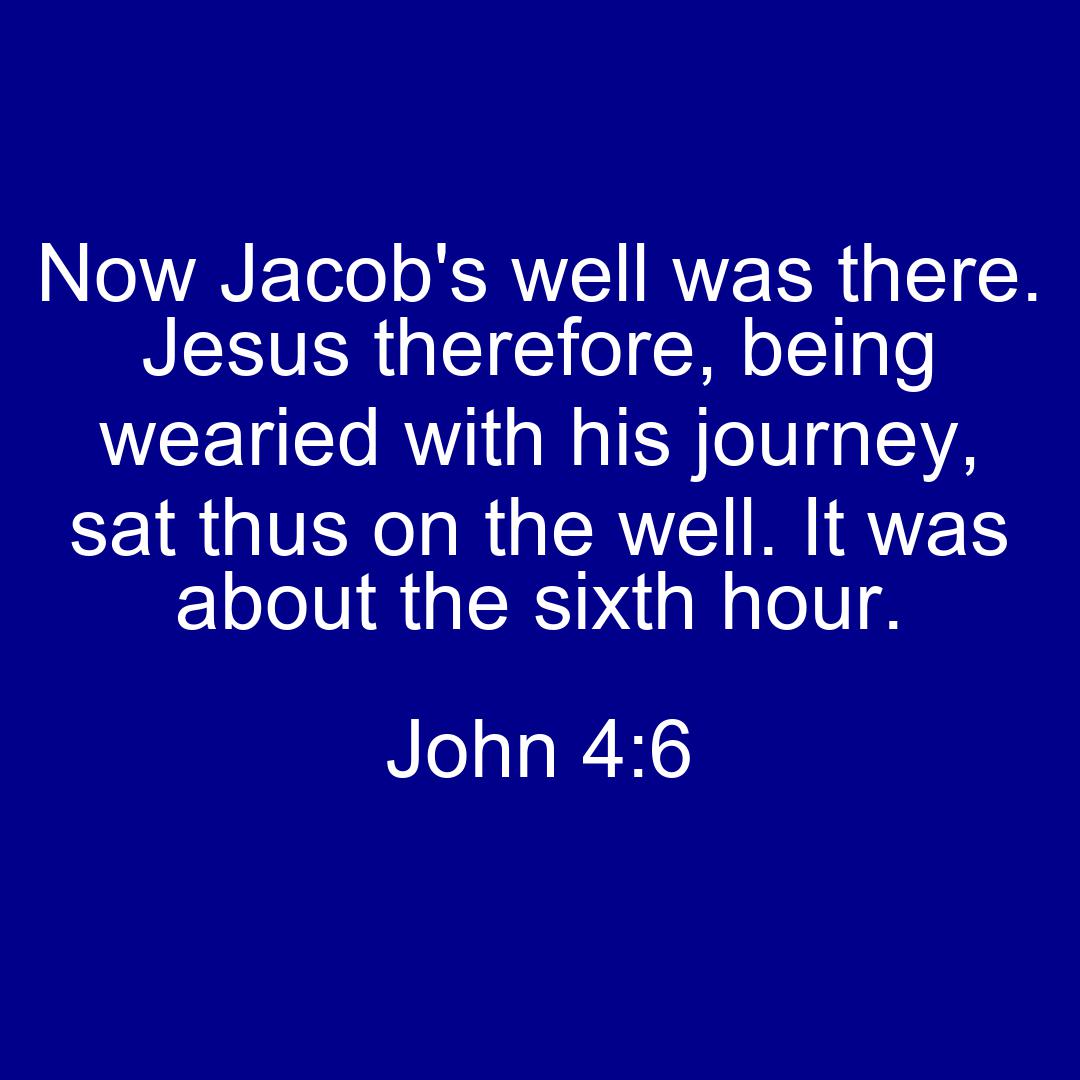 Now Jacob's well was there.
Jesus therefore, being
wearied with his journey,
sat thus on the well. It was
about the sixth hour.
John 4:6